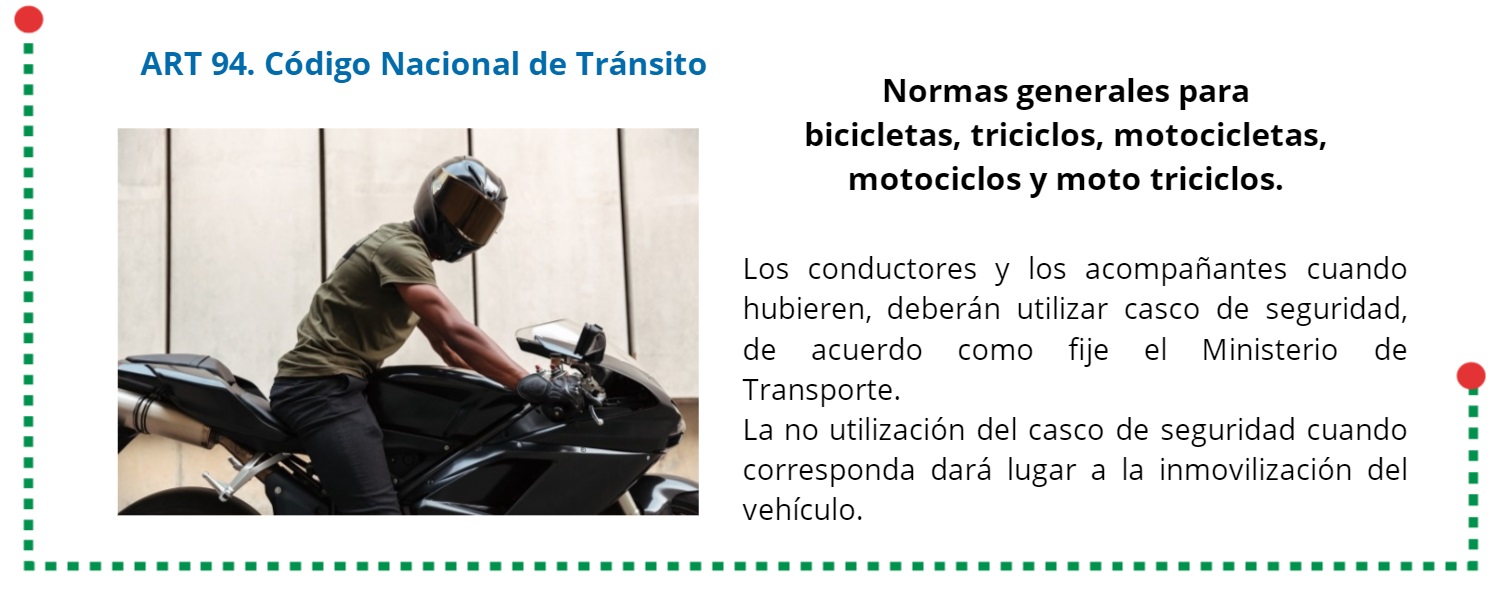 ART 94. Código Nacional de Tránsito
Normas generales para
bicicletas, triciclos, motocicletas,
motociclos y moto triciclos.
Los conductores y los acompañantes cuando
hubieren, deberán utilizar casco de seguridad,
de acuerdo como fije el Ministerio de
Transporte.
La no utilización del casco de seguridad cuando
corresponda dará lugar a la inmovilización del
vehículo.